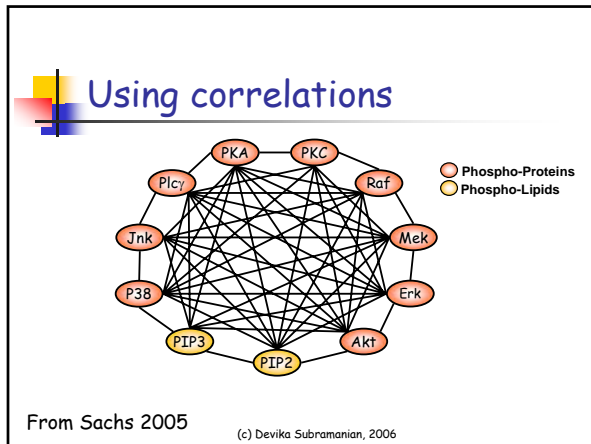 Using correlations
PKA
PKC
Plcγ
Raf
Phospho-Proteins
Phospho-Lipids
Jnk
Mek
P38
Erk
PIP3
Akt
PIP2
From Sachs 2005
(c) Devika Subramanian, 2006